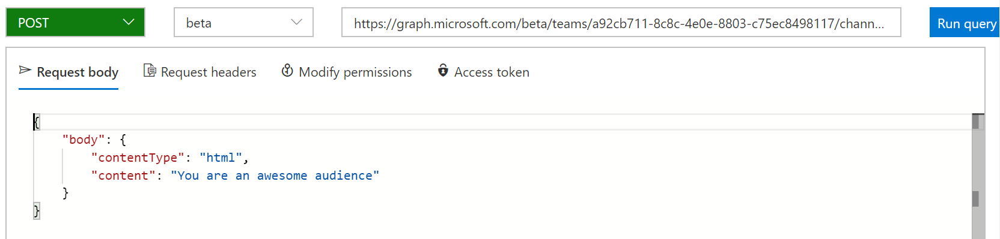 POST beta https://graph.microsoft.com/beta/teams/a92cb711-8c8c-4e0e-8803-c75ec8498117/chann... Run query
Request body Request headers Modify permissions Access token
{
"body": {
"contentType": "html",
"content": "You are an awesome audience"
}
}